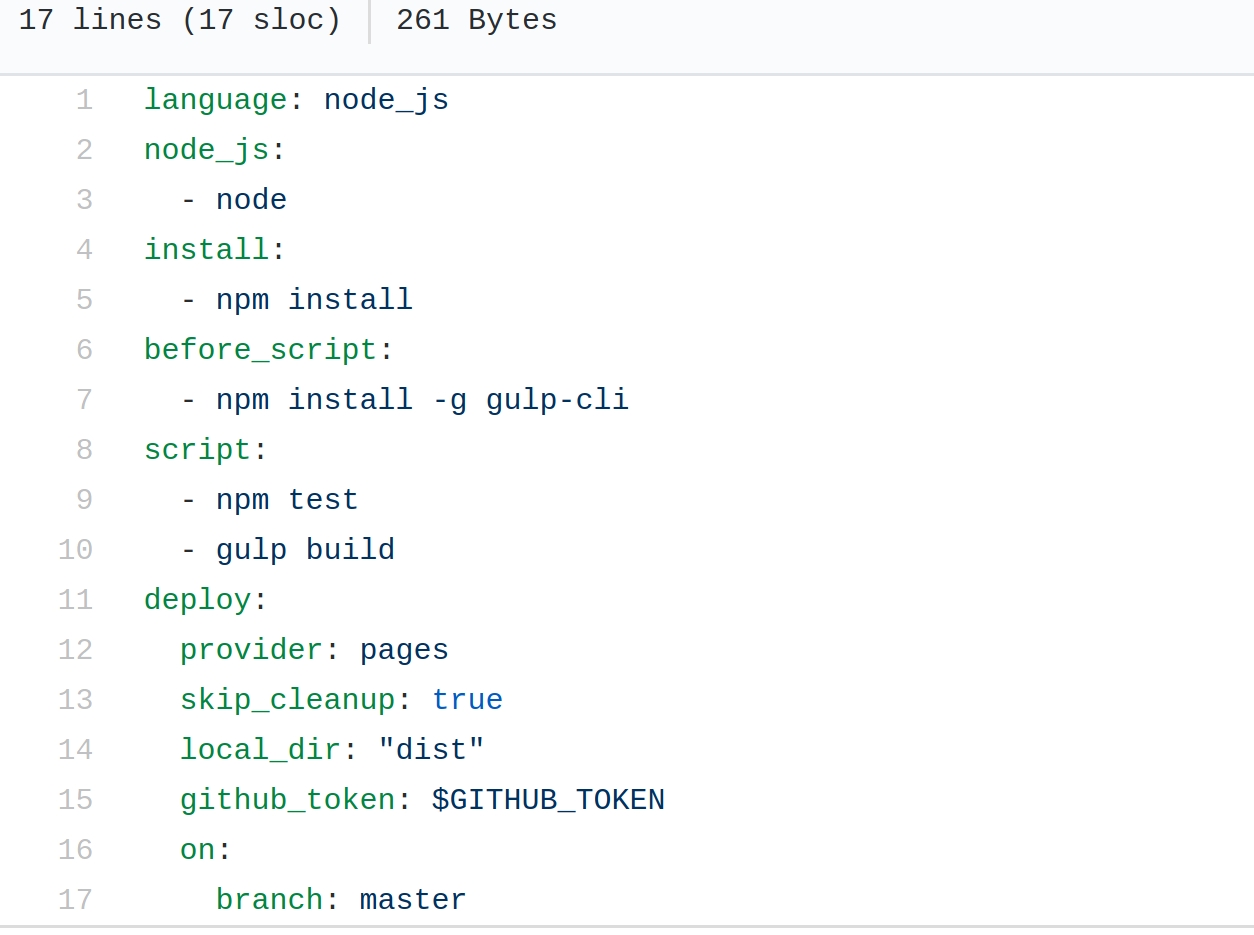 17 lines (17 sloc) 261 Bytes
1 language: node_js
2 node_js:
3   - node
4 install:
5   - npm install
6 before_script:
7   - npm install -g gulp-cli
8 script:
9   - npm test
10   - gulp build
11 deploy:
12   provider: pages
13   skip_cleanup: true
14   local_dir: "dist"
15   github_token: $GITHUB_TOKEN
16   on:
17     branch: master